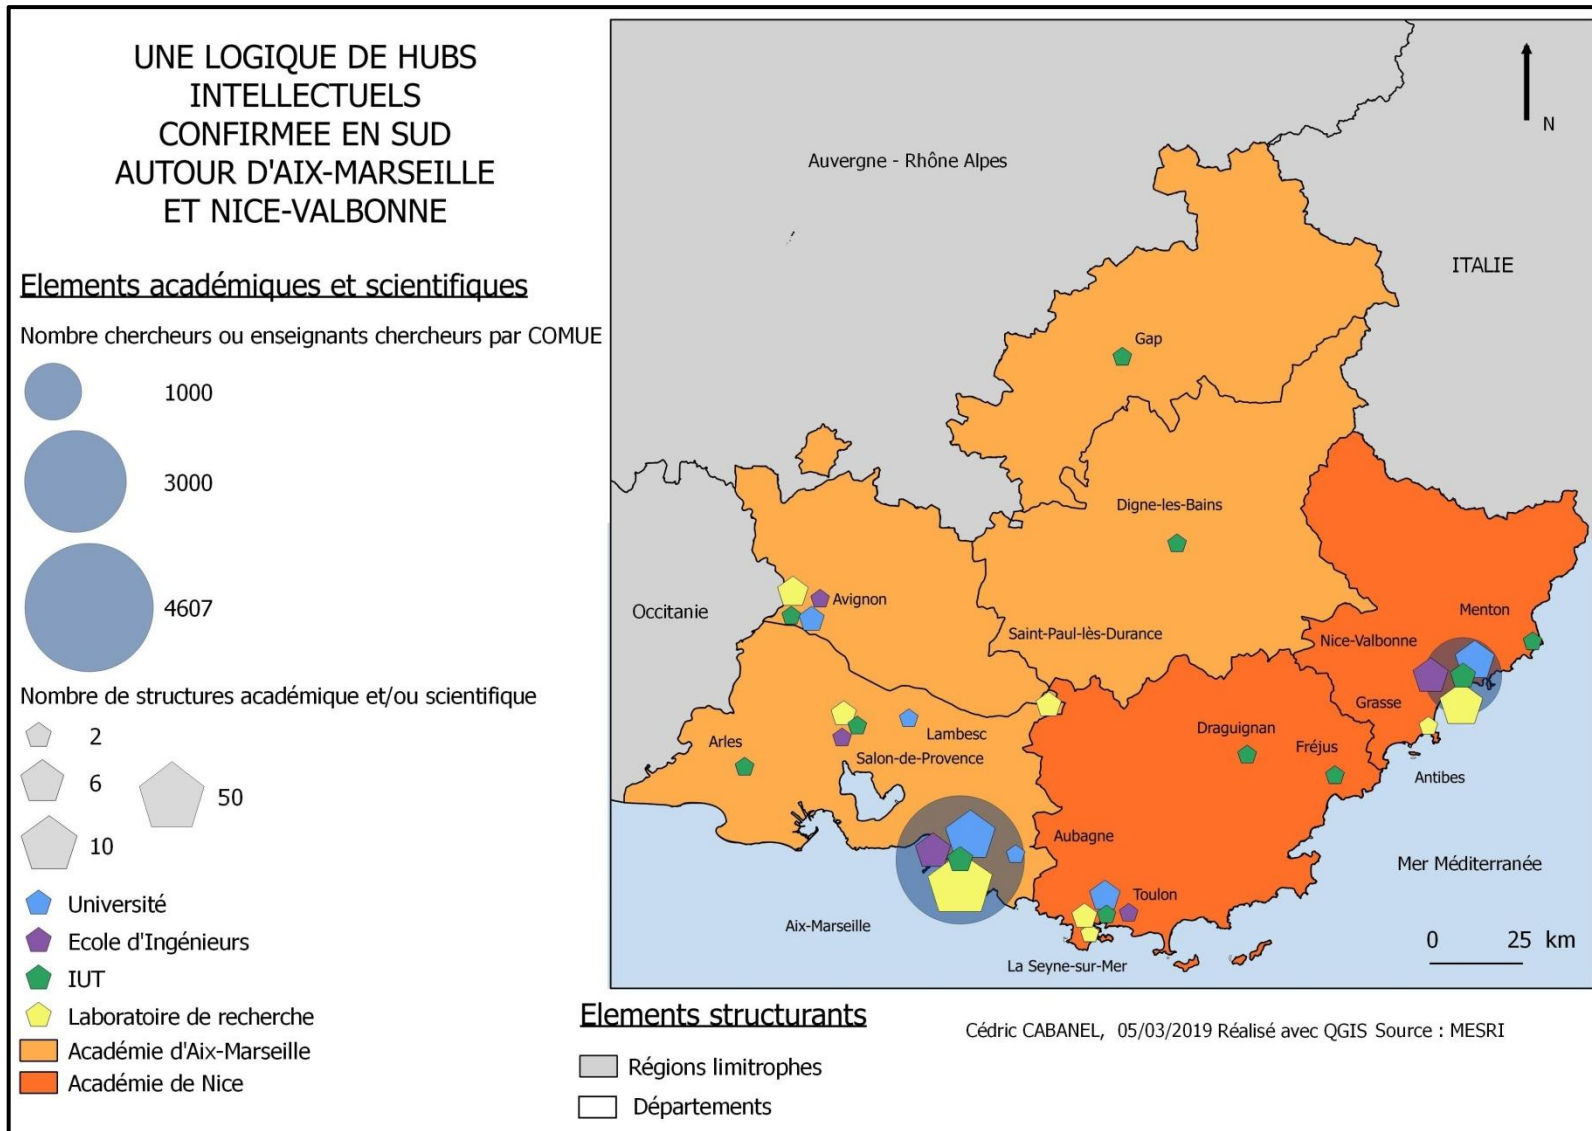 UNE LOGIQUE DE HUBS
INTELLECTUELS
CONFIRMEE EN SUD
AUTOUR D'AIX-MARSEILLE
ET NICE-VALBONNE
Elements académiques et scientifiques
Nombre chercheurs ou enseignants chercheurs par COMUE
1000
3000
4607
Nombre de structures académique et/ou scientifique
2
6
50
10
Université
Ecole d'Ingénieurs
IUT
Laboratoire de recherche
Académie d'Aix-Marseille
Académie de Nice
N
Auvergne - Rhône Alpes
ITALIE
Gap
Digne-les-Bains
Occitanie
Avignon
Menton
Saint-Paul-lès-Durance
Nice-Valbonne
Grasse
Arles
Lambesc
Salon-de-Provence
Draguignan
Fréjus
Antibes
Aubagne
Mer Méditerranée
Toulon
Aix-Marseille
La Seyne-sur-Mer
0 25 km
Elements structurants
Régions limitrophes
Départements
Cédric CABANEL, 05/03/2019 Réalisé avec QGIS Source : MESRI